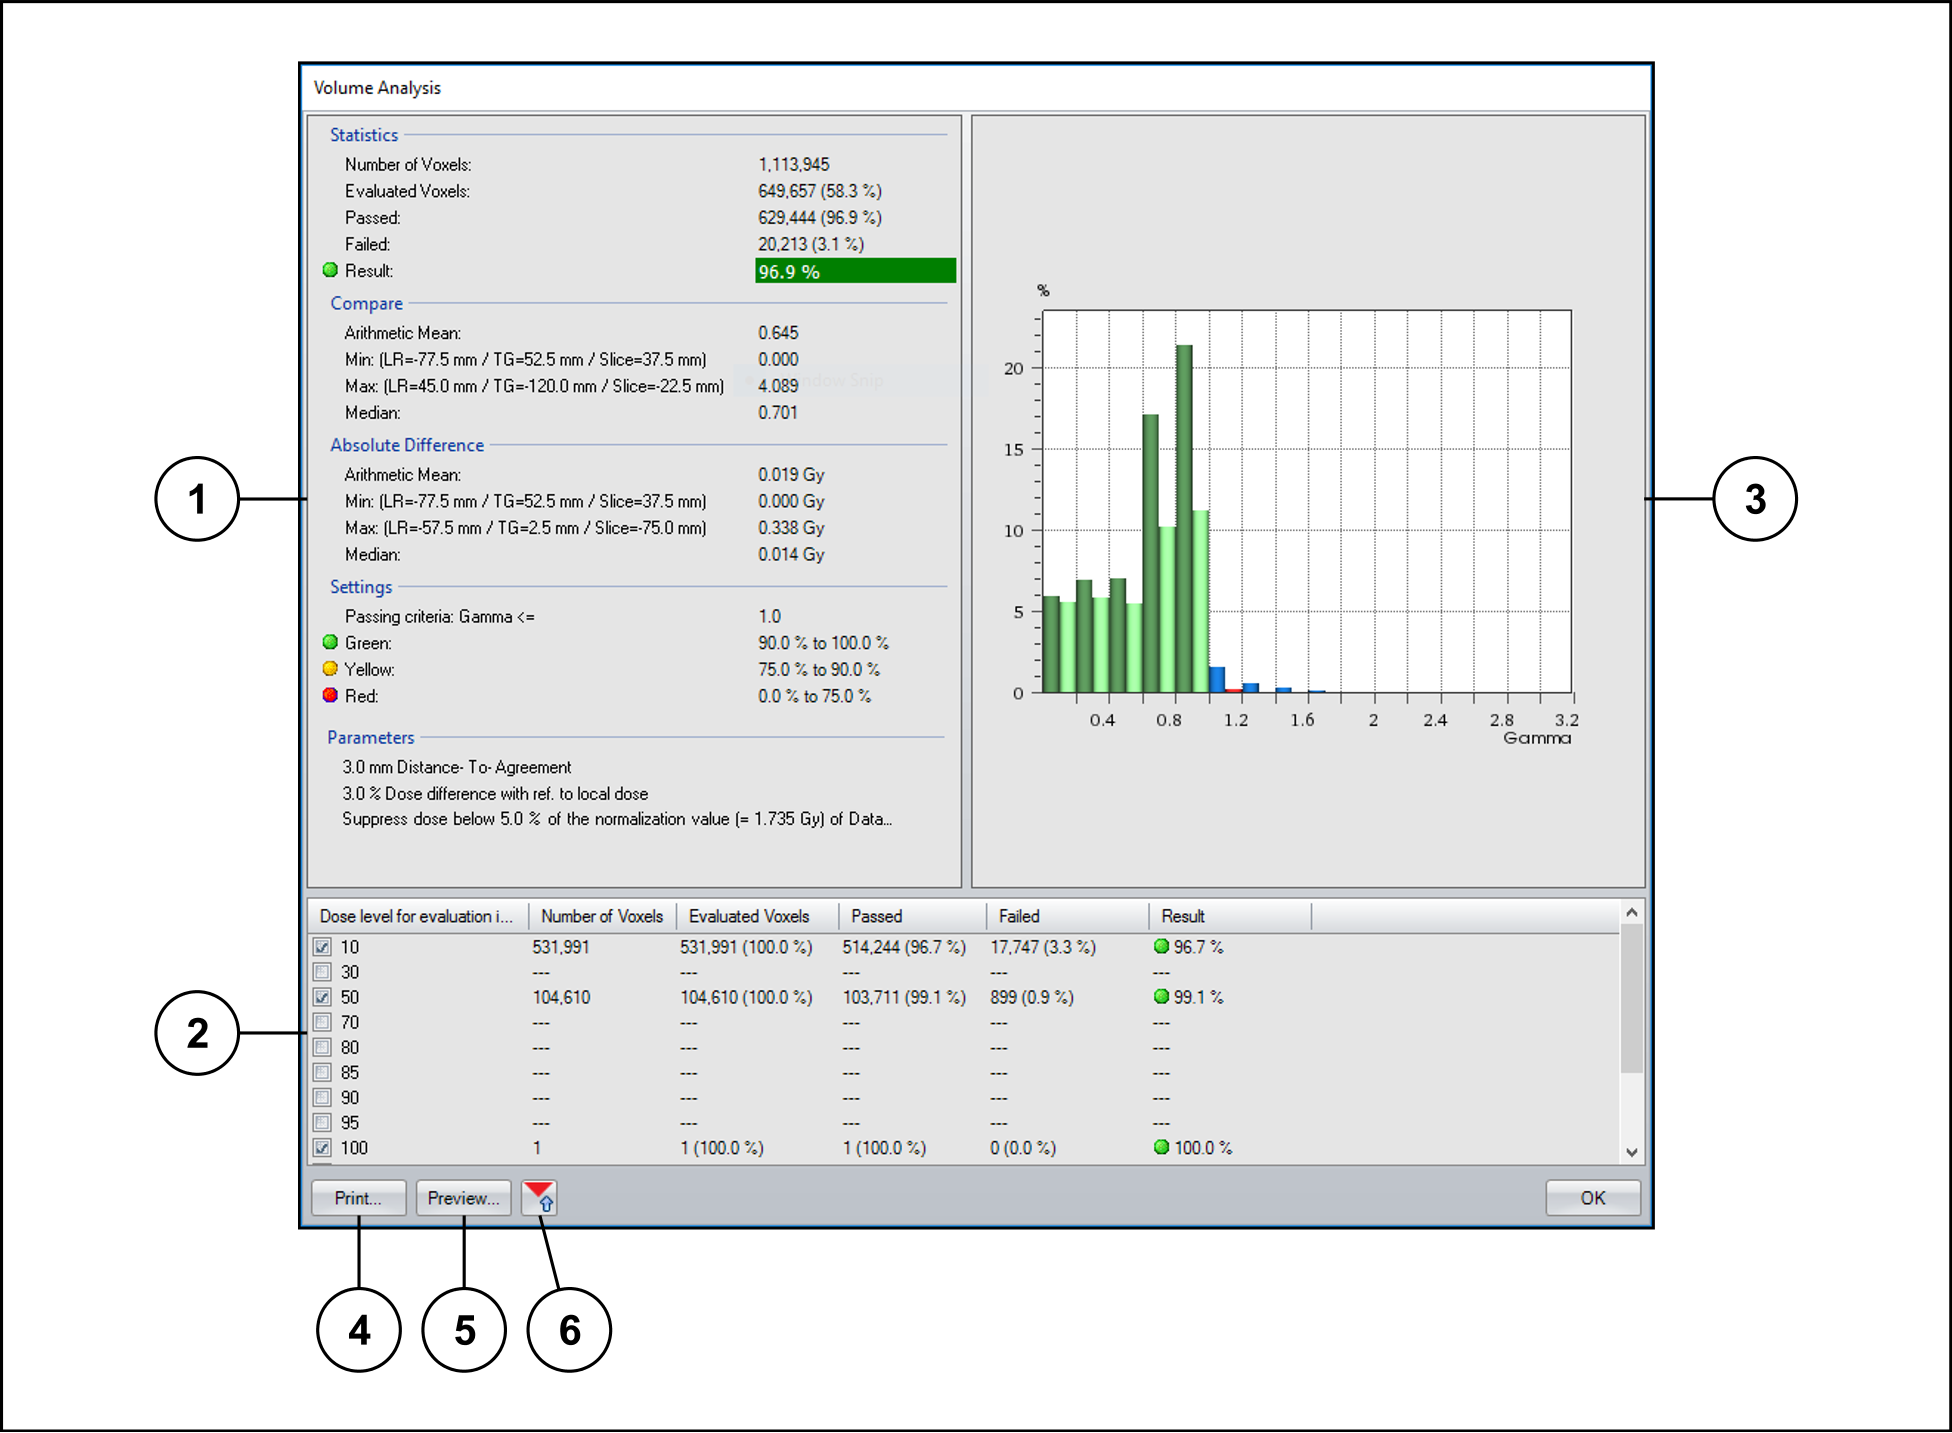 Volume Analysis
Statistics
Number of Voxels: 1,113,945
Evaluated Voxels: 649,657 (58.3 %)
Passed: 629,444 (96.9 %)
Failed: 20,213 (3.1 %)
Result: 96.9 %
Compare
Arithmetic Mean: 0.645
Min: (LR=-77.5 mm / TG=52.5 mm / Slice=37.5 mm) 0.000
Max: (LR=45.0 mm / TG=-120.0 mm / Slice=-22.5 mm) 4.089
Median: 0.701
Absolute Difference
Arithmetic Mean: 0.019 Gy
Min: (LR=-77.5 mm / TG=52.5 mm / Slice=37.5 mm) 0.000 Gy
Max: (LR=-57.5 mm / TG=2.5 mm / Slice=-75.0 mm) 0.338 Gy
Median: 0.014 Gy
Settings
Passing criteria: Gamma <= 1.0
Green: 90.0 % to 100.0 %
Yellow: 75.0 % to 90.0 %
Red: 0.0 % to 75.0 %
Parameters
3.0 mm Distance- To- Agreement
3.0 % Dose difference with ref. to local dose
Suppress dose below 5.0 % of the normalization value (= 1.735 Gy) of Data...
%
20
15
10
5
0
0.4 0.8 1.2 1.6 2 2.4 2.8 3.2
Gamma
Dose level for evaluation i... Number of Voxels Evaluated Voxels Passed Failed Result
10 531,991 531,991 (100.0 %) 514,244 (96.7 %) 17,747 (3.3 %) 96.7 %
30 --- --- --- --- ---
50 104,610 104,610 (100.0 %) 103,711 (99.1 %) 899 (0.9 %) 99.1 %
70 --- --- --- --- ---
80 --- --- --- --- ---
85 --- --- --- --- ---
90 --- --- --- --- ---
95 --- --- --- --- ---
100 1 1 (100.0 %) 1 (100.0 %) 0 (0.0 %) 100.0 %
Print... Preview... OK
1
2
3
4 5 6